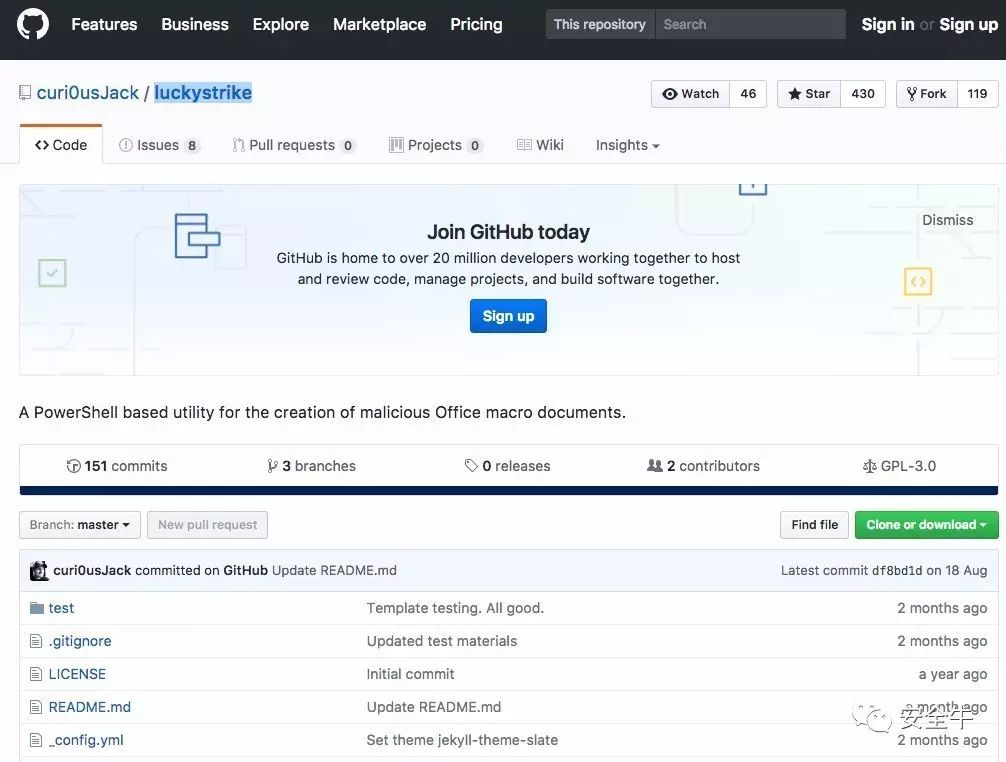 Features Business Explore Marketplace Pricing This repository Search Sign in or Sign up
curi0usJack / luckystrike Watch 46 Star 430 Fork 119
Code Issues 8 Pull requests 0 Projects 0 Wiki Insights
Dismiss
Join GitHub today
GitHub is home to over 20 million developers working together to host
and review code, manage projects, and build software together.
Sign up
A PowerShell based utility for the creation of malicious Office macro documents.
151 commits 3 branches 0 releases 2 contributors GPL-3.0
Branch: master New pull request Find file Clone or download
curi0usJack committed on GitHub Update README.md Latest commit df8bd1d on 18 Aug
test Template testing. All good. 2 months ago
.gitignore Updated test materials 2 months ago
LICENSE Initial commit a year ago
README.md Update README.md a month ago
安全牛
_config.yml Set theme jekyll-theme-slate 2 months ago